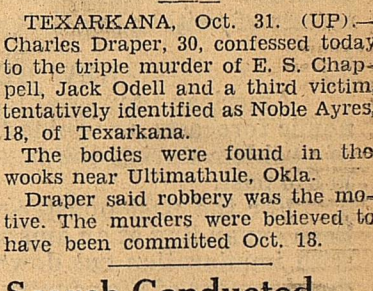 TEXARKANA, Oct. 31. (UP).—
Charles Draper, 30, confessed today
to the triple murder of E. S. Chap-
pell, Jack Odell and a third victim
tentatively identified as Noble Ayres,
18, of Texarkana.
The bodies were found in the
wooks near Ultimathule, Okla.
Draper said robbery was the mo-
tive. The murders were believed to
have been committed Oct. 18.